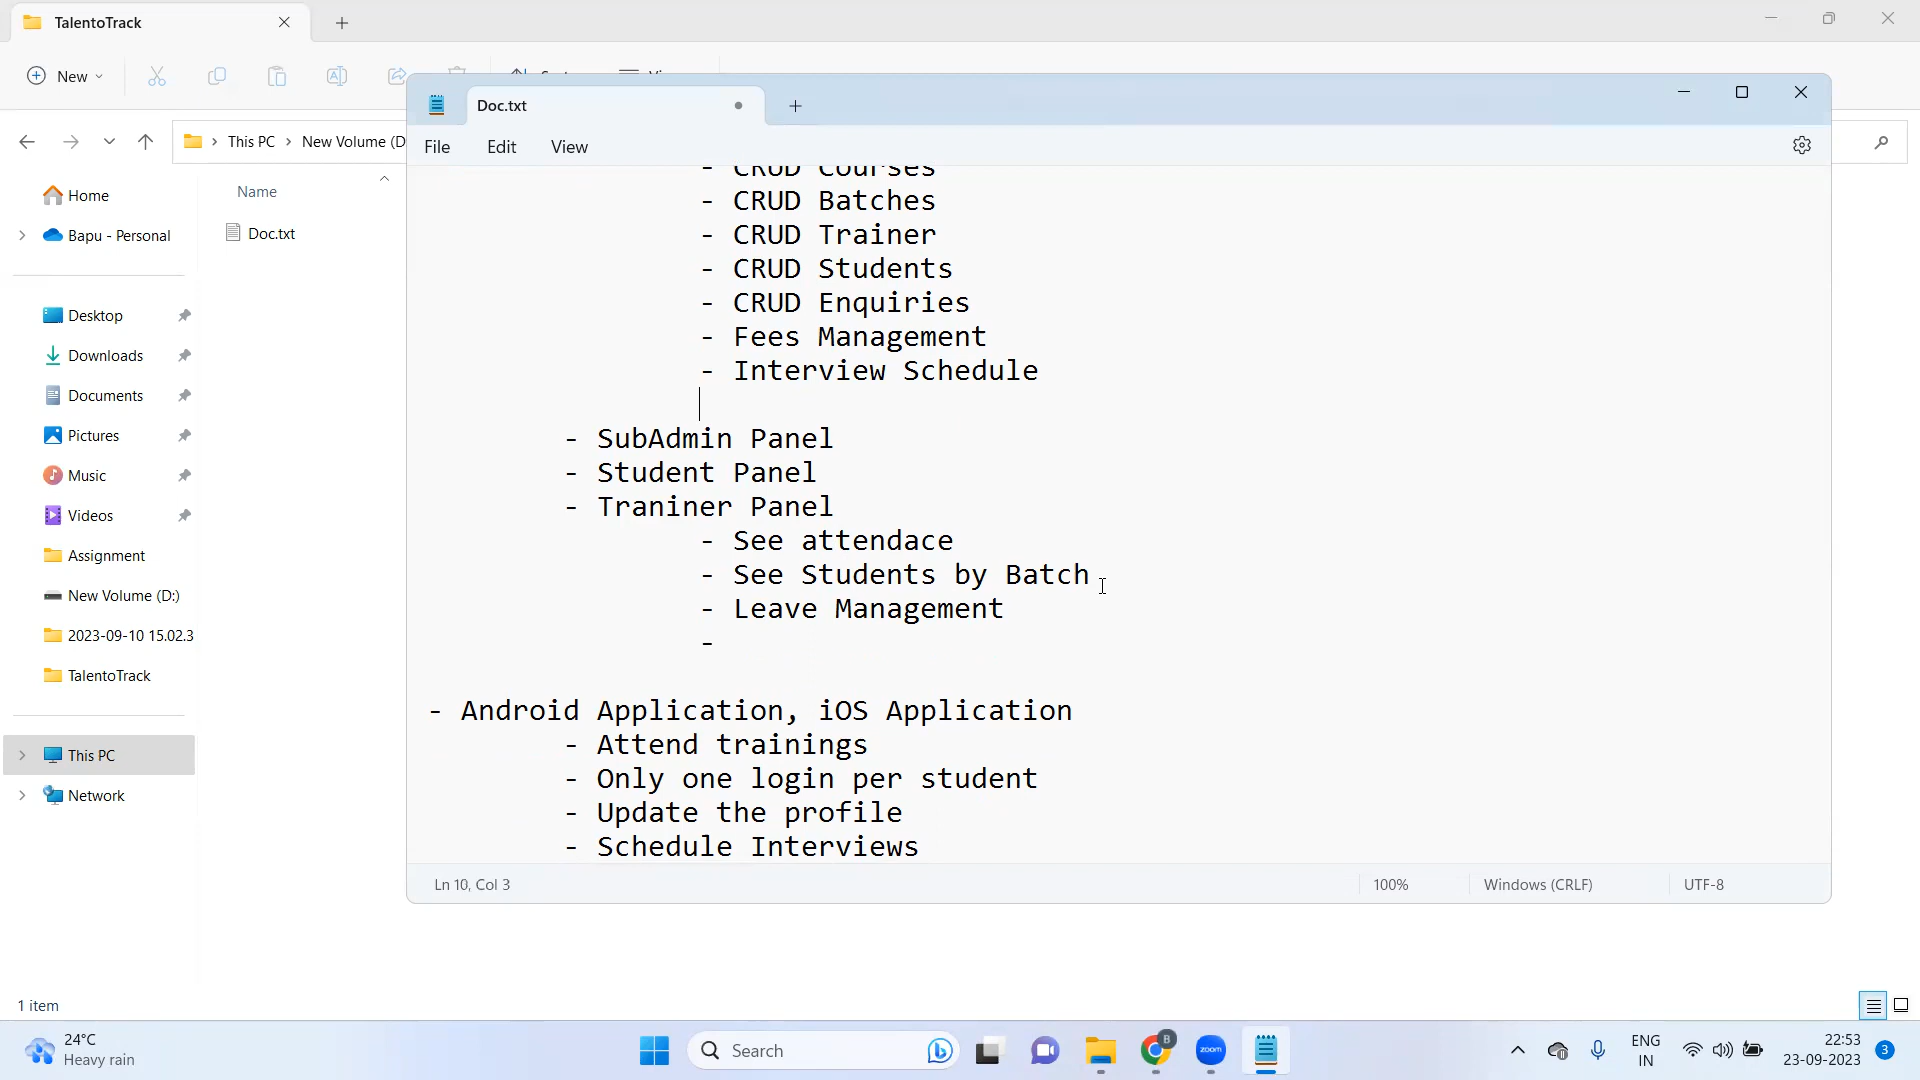 TalentoTrack
New
Doc.txt
File Edit View
This PC > New Volume (D
Home
Bapu - Personal
Desktop
Downloads
Documents
Pictures
Music
Videos
Assignment
New Volume (D:)
2023-09-10 15.02.3
TalentoTrack
This PC
Network
Name
Doc.txt
- CRUD Courses
- CRUD Batches
- CRUD Trainer
- CRUD Students
- CRUD Enquiries
- Fees Management
- Interview Schedule
- SubAdmin Panel
- Student Panel
- Traniner Panel
- See attendace
- See Students by Batch
- Leave Management
-
- Android Application, iOS Application
- Attend trainings
- Only one login per student
- Update the profile
- Schedule Interviews
Ln 10, Col 3 100% Windows (CRLF) UTF-8
1 item
24°C
Heavy rain
Search
B
zoom
ENG
IN
22:53
23-09-2023
3